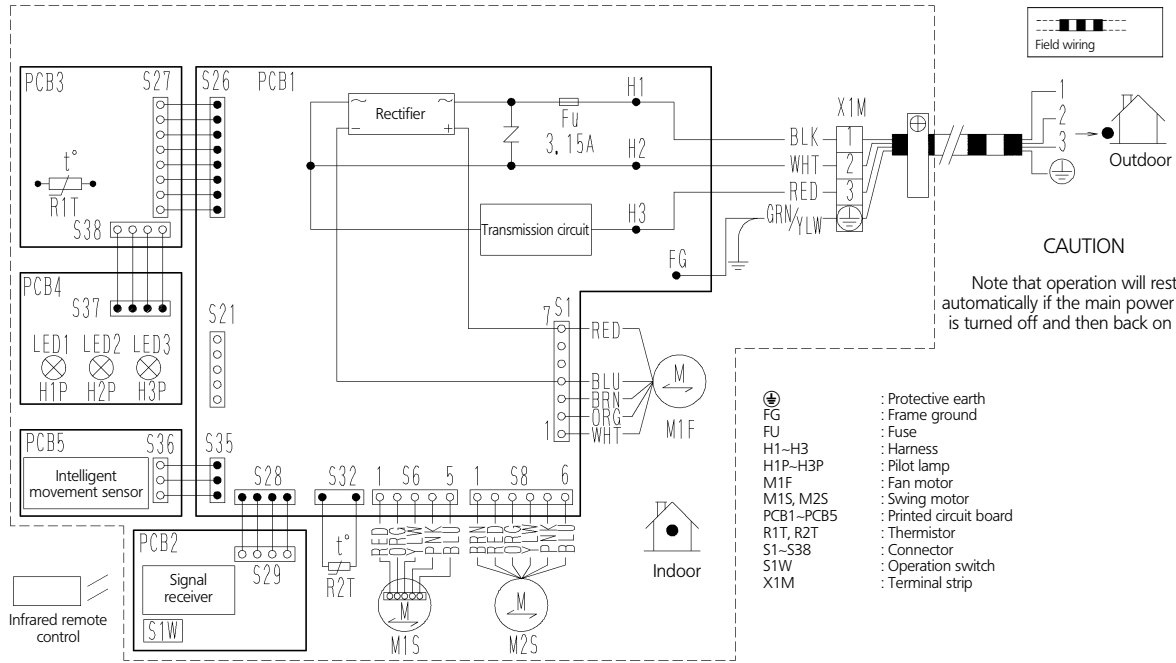 PCB3
S27
S26
PCB1
Rectifier
~
~
−
+
Fu
3.15A
H1
H2
H3
X1M
BLK
1
WHT
2
RED
3
GRN/YLW
Field wiring
1
2
3
Outdoor
t°
R1T
S38
Transmission circuit
FG
CAUTION
Note that operation will rest
automatically if the main power
is turned off and then back on
PCB4
S37
LED1 LED2 LED3
H1P H2P H3P
S21
S1
7
RED
BLU
BRN
ORG
WHT
1
M
M1F
PCB5
S36
S35
Intelligent
movement sensor
S28
S32
1 S6 5
1 S8 6
RED
ORG
YLW
PNK
BLU
BRN
RED
ORG
YLW
PNK
BLU
PCB2
S29
Signal
receiver
S1W
t°
R2T
M
M1S
M
M2S
Indoor
Infrared remote
control
: Protective earth
FG : Frame ground
FU : Fuse
H1~H3 : Harness
H1P~H3P : Pilot lamp
M1F : Fan motor
M1S, M2S : Swing motor
PCB1~PCB5 : Printed circuit board
R1T, R2T : Thermistor
S1~S38 : Connector
S1W : Operation switch
X1M : Terminal strip